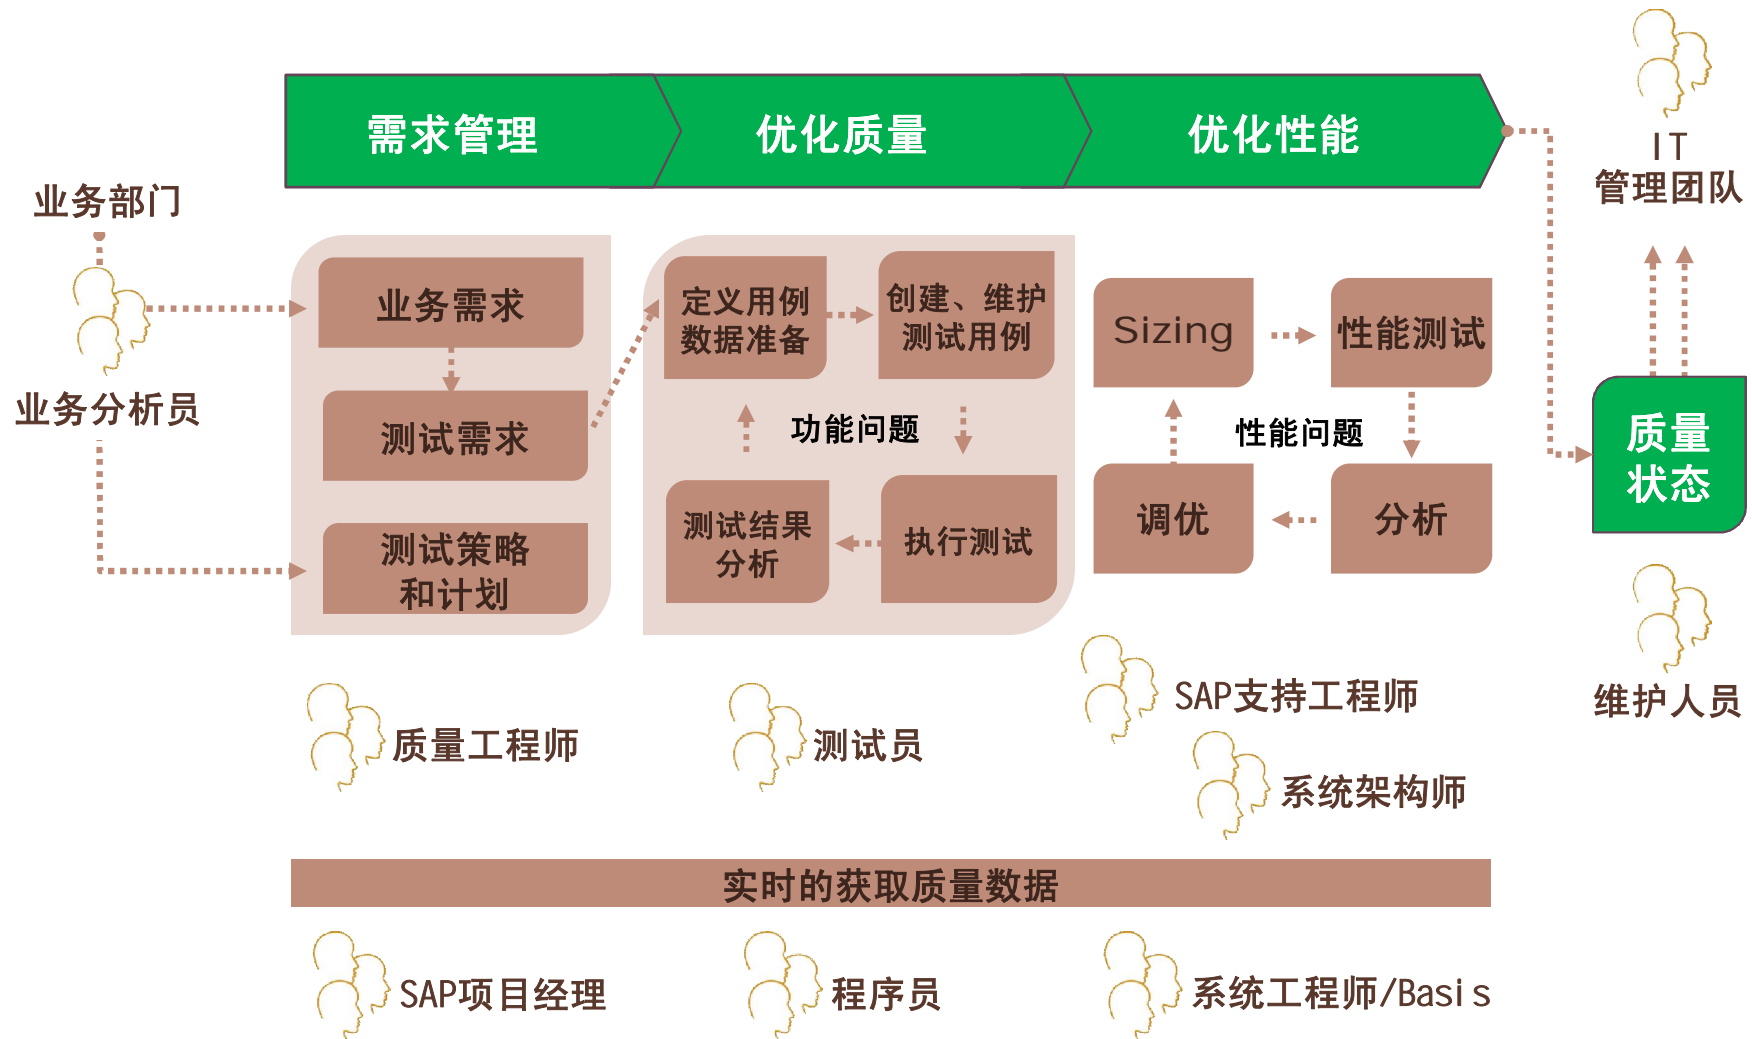 需求管理
优化质量
优化性能
IT
管理团队
业务部门
业务分析员
业务需求
测试需求
测试策略
和计划
定义用例
数据准备
创建、维护
测试用例
功能问题
测试结果
分析
执行测试
Sizing
性能测试
性能问题
调优
分析
质量
状态
维护人员
质量工程师
测试员
SAP支持工程师
系统架构师
实时的获取质量数据
SAP项目经理
程序员
系统工程师/Basis